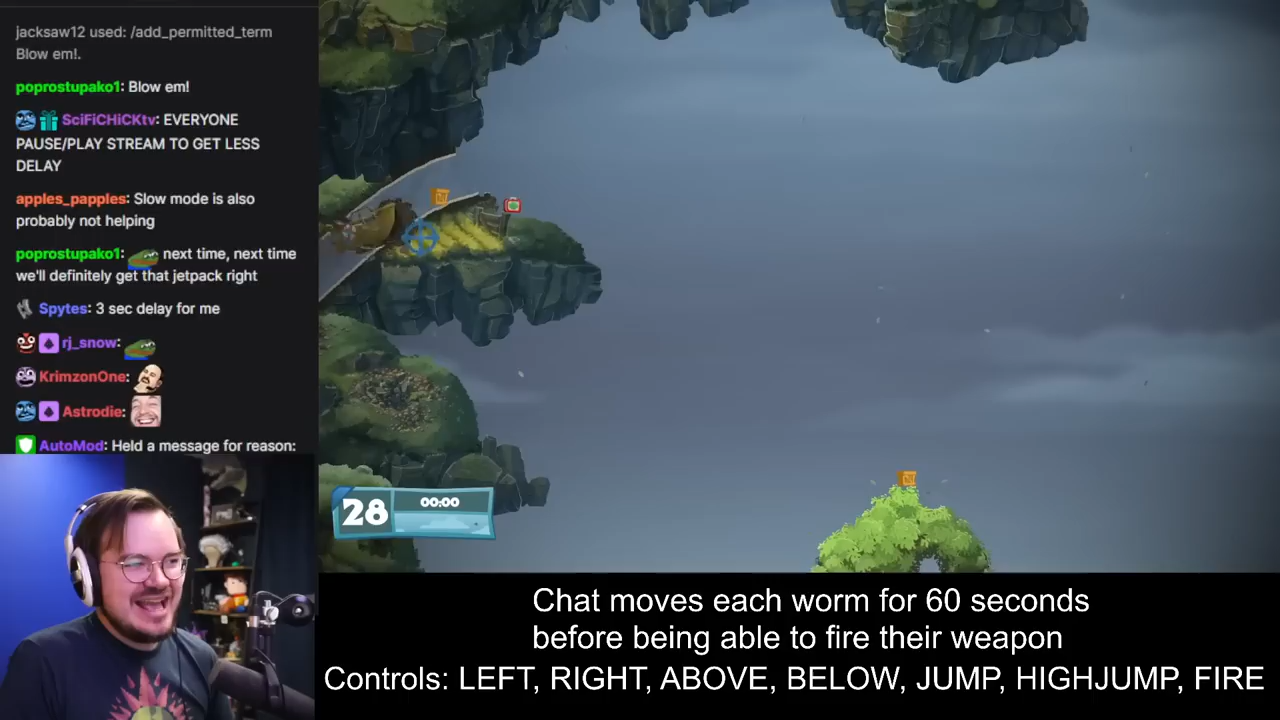 jacksaw12 used: /add_permitted_term
Blow em!.
poprostupako1: Blow em!
SciFiCHiCKtv: EVERYONE
PAUSE/PLAY STREAM TO GET LESS
DELAY
apples_papples: Slow mode is also
probably not helping
poprostupako1: next time, next time
we'll definitely get that jetpack right
Spytes: 3 sec delay for me
rj_snow:
KrimzonOne:
Astrodie:
AutoMod: Held a message for reason:
28
00:00
Chat moves each worm for 60 seconds
before being able to fire their weapon
Controls: LEFT, RIGHT, ABOVE, BELOW, JUMP, HIGHJUMP, FIRE